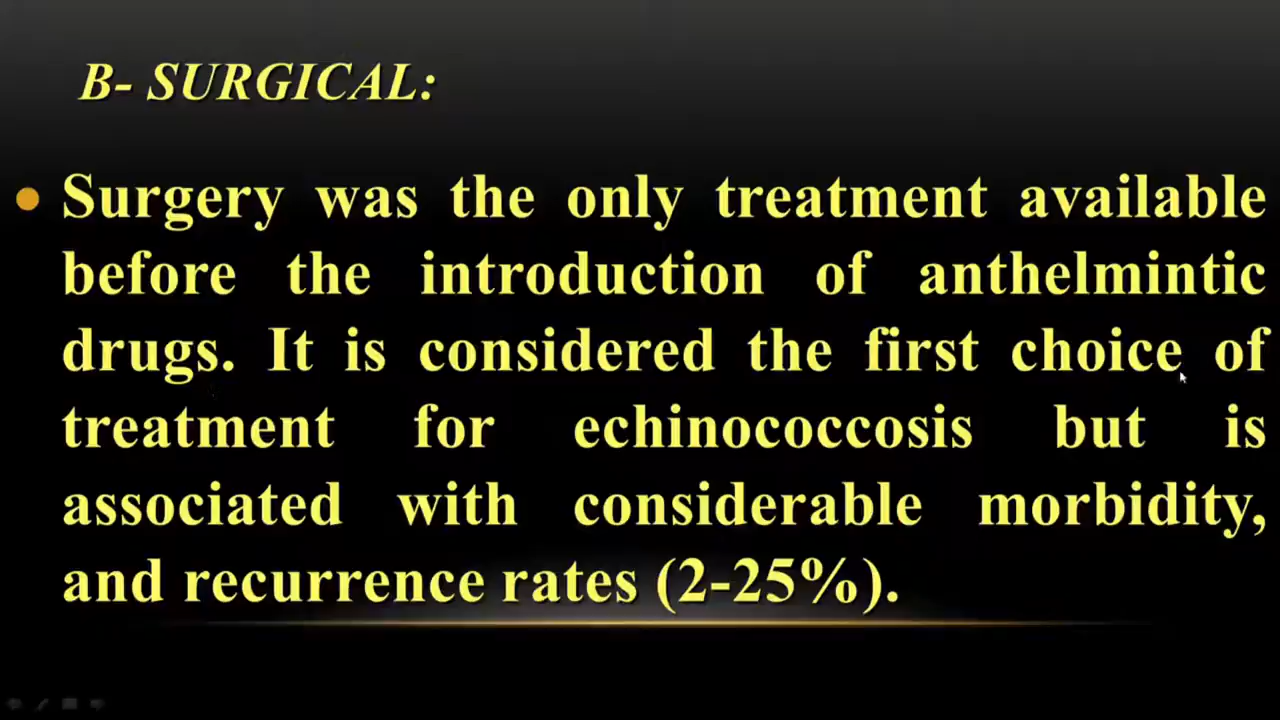 B- SURGICAL:
• Surgery was the only treatment available
before the introduction of anthelmintic
drugs. It is considered the first choice of
treatment for echinococcosis but is
associated with considerable morbidity,
and recurrence rates (2-25%).